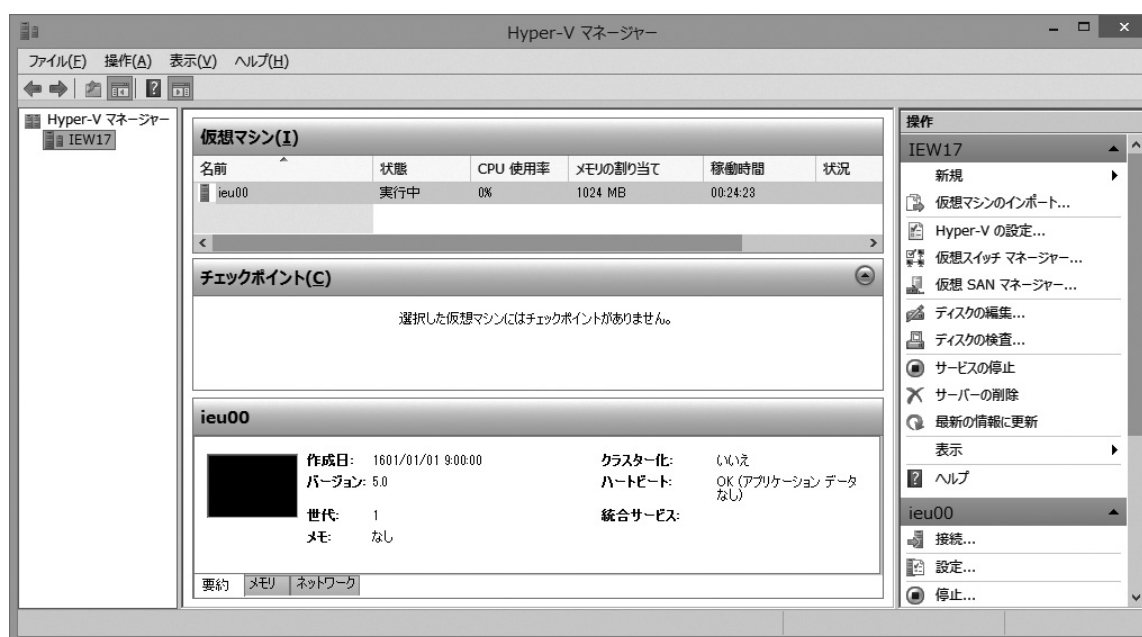 Hyper-V マネージャー
ファイル(F) 操作(A) 表示(V) ヘルプ(H)
Hyper-V マネージャー
IEW17
仮想マシン(I)
名前 状態 CPU 使用率 メモリの割り当て 稼働時間 状況
ieu00 実行中 0% 1024 MB 00:24:23
チェックポイント(C)
選択した仮想マシンにはチェックポイントがありません。
ieu00
作成日: 1601/01/01 9:00:00 クラスター化: いいえ
バージョン: 5.0 ハートビート: OK (アプリケーション データ
なし)
世代: 1 統合サービス:
メモ: なし
要約 メモリ ネットワーク
操作
IEW17
新規
仮想マシンのインポート...
Hyper-V の設定...
仮想スイッチ マネージャー...
仮想 SAN マネージャー...
ディスクの編集...
ディスクの検査...
サービスの停止
サーバーの削除
最新の情報に更新
表示
ヘルプ
ieu00
接続...
設定...
停止...